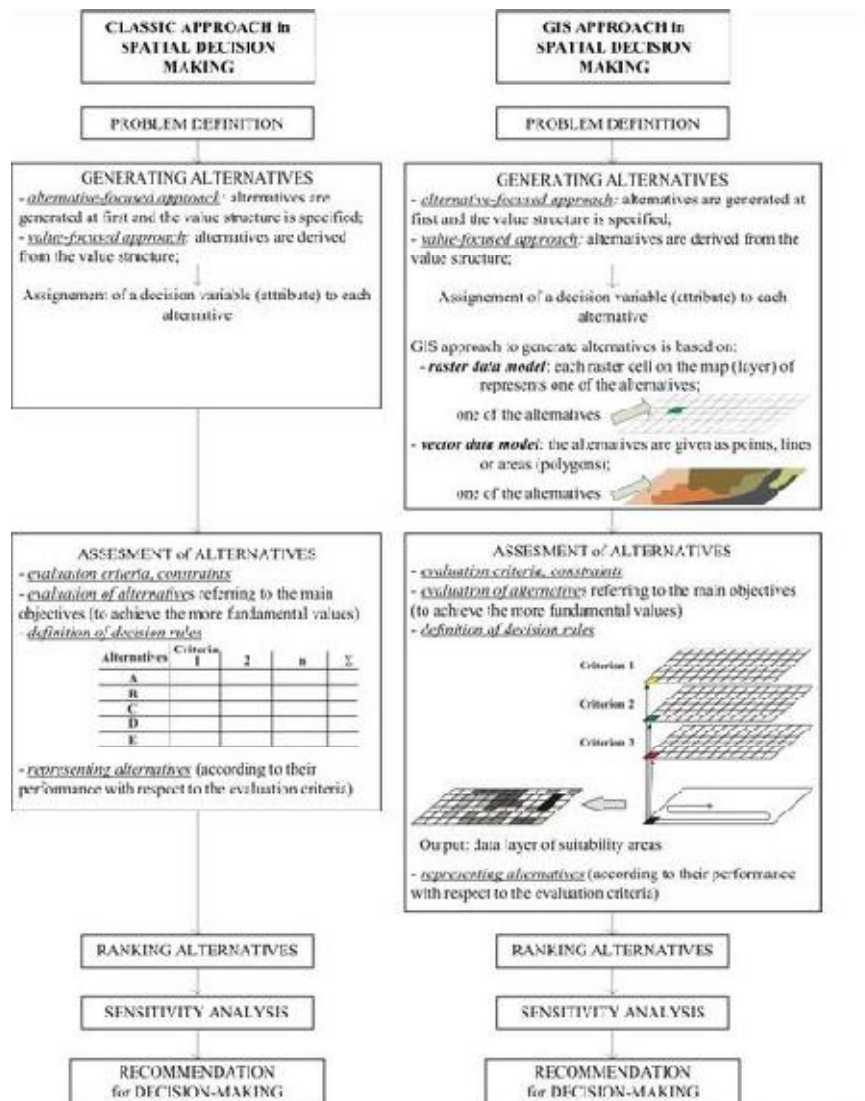 CLASSIC APPROACH in
SPATIAL DECISION
MAKING
PROBLEM DEFINITION
GENERATING ALTERNATIVES
- alternative-focused approach: alternatives are
generated at first and the value structure is specified;
- value-focused approach: alternatives are derived
from the value structure;
Assignement of a decision variable (attribute) to each
alternative
ASSESMENT of ALTERNATIVES
- evaluation criteria, constraints
- evaluation of alternatives referring to the main
objectives (to achieve the more fundamental values)
- definition of decision rules
Criteria
Alternatives 1 2 n Σ
A
B
C
D
E
- representing alternatives (according to their
performance with respect to the evaluation criteria)
RANKING ALTERNATIVES
SENSITIVITY ANALYSIS
RECOMMENDATION
for DECISION-MAKING
GIS APPROACH in
SPATIAL DECISION
MAKING
PROBLEM DEFINITION
GENERATING ALTERNATIVES
- alternative-focused approach: alternatives are generated at
first and the value structure is specified;
- value-focused approach: alternatives are derived from the
value structure;
Assignement of a decision variable (attribute) to each
alternative
GIS approach to generate alternatives is based on:
- raster data model: each raster cell on the map (layer) of
represents one of the alternatives;
one of the alternatives
- vector data model: the alternatives are given as points, lines
or areas (polygons);
one of the alternatives
ASSESMENT of ALTERNATIVES
- evaluation criteria, constraints
- evaluation of alternatives referring to the main objectives
(to achieve the more fundamental values)
- definition of decision rules
Criterion 1
Criterion 2
Criterion 3
Output: data layer of suitability areas
- representing alternatives (according to their performance
with respect to the evaluation criteria)
RANKING ALTERNATIVES
SENSITIVITY ANALYSIS
RECOMMENDATION
for DECISION-MAKING